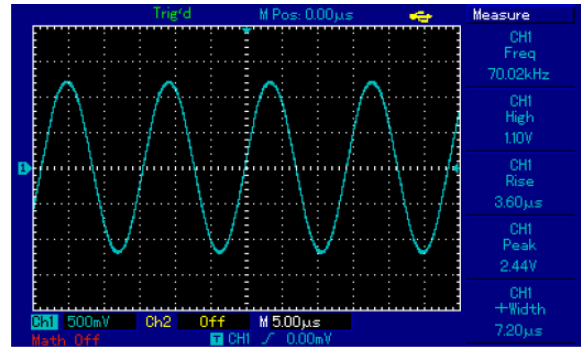 Trig'd M Pos: 0.00µs Measure
CH1
Freq
70.02kHz
CH1
High
1.10V
1
CH1
Rise
3.60µs
CH1
Peak
2.44V
CH1
+Width
7.20µs
Ch1 500mV Ch2 Off M 5.00µs
Math Off T CH1 / 0.00mV